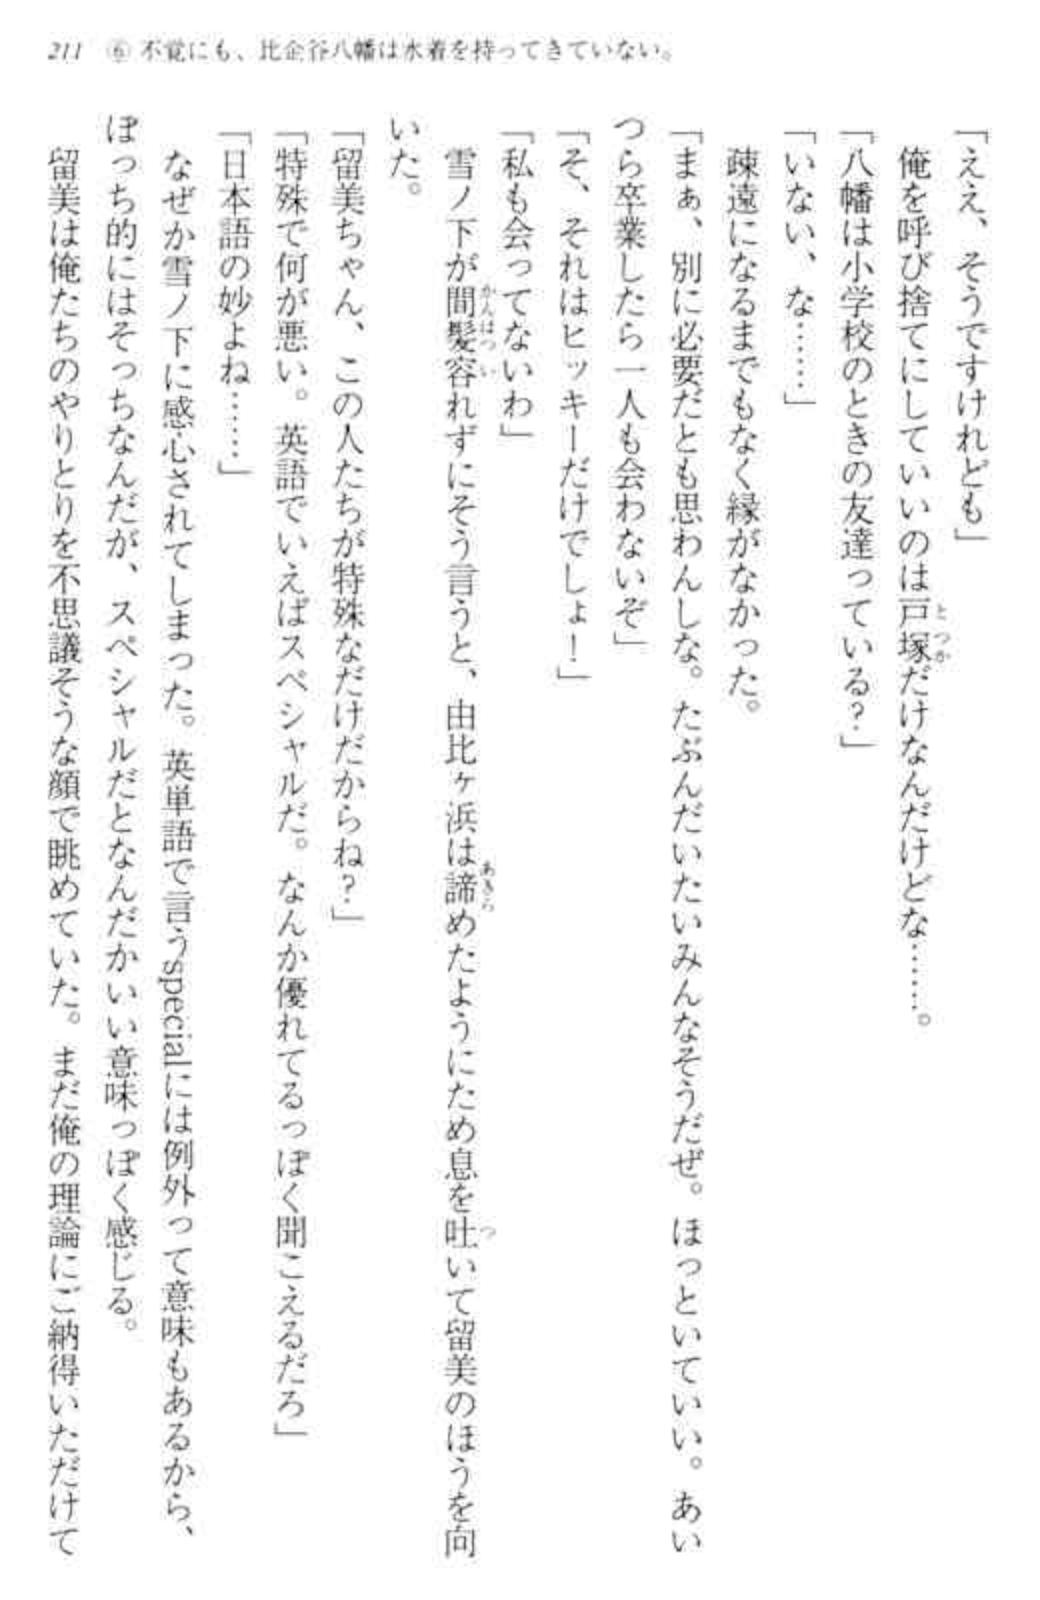 211 ⑥不覚にも、比企谷八幡は水着を持ってきていない。
「ええ、そうですけれども」
俺を呼び捨てにしていいのは戸塚だけなんだけどな……。
「八幡は小学校のときの友達っている?」
「いない、な……」
疎遠になるまでもなく縁がなかった。
「まぁ、別に必要だとも思わんしな。たぶんだいたいみんなそうだぜ。ほっといていい。あい
つら卒業したら一人も会わないぞ」
「そ、それはヒッキーだけでしょ!」
「私も会ってないわ」
雪ノ下が間髪容れずにそう言うと、由比ヶ浜は諦めたようにため息を吐いて留美のほうを向
いた。
「留美ちゃん、この人たちが特殊なだけだからね?」
「特殊で何が悪い。英語でいえばスペシャルだ。なんか優れてるっぽく聞こえるだろ」
「日本語の妙よね……」
なぜか雪ノ下に感心されてしまった。英単語で言うspecialには例外って意味もあるから、
ぼっち的にはそっちなんだが、スペシャルだとなんだかいい意味っぽく感じる。
留美は俺たちのやりとりを不思議そうな顔で眺めていた。まだ俺の理論にご納得いただけて